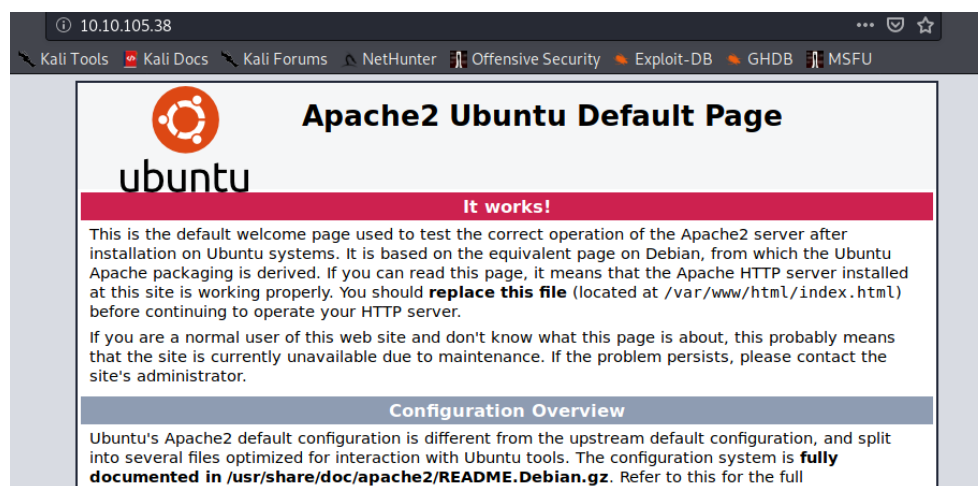 10.10.105.38
Kali Tools Kali Docs Kali Forums NetHunter Offensive Security Exploit-DB GHDB MSFU
ubuntu
Apache2 Ubuntu Default Page
It works!
This is the default welcome page used to test the correct operation of the Apache2 server after
installation on Ubuntu systems. It is based on the equivalent page on Debian, from which the Ubuntu
Apache packaging is derived. If you can read this page, it means that the Apache HTTP server installed
at this site is working properly. You should replace this file (located at /var/www/html/index.html)
before continuing to operate your HTTP server.
If you are a normal user of this web site and don't know what this page is about, this probably means
that the site is currently unavailable due to maintenance. If the problem persists, please contact the
site's administrator.
Configuration Overview
Ubuntu's Apache2 default configuration is different from the upstream default configuration, and split
into several files optimized for interaction with Ubuntu tools. The configuration system is fully
documented in /usr/share/doc/apache2/README.Debian.gz. Refer to this for the full